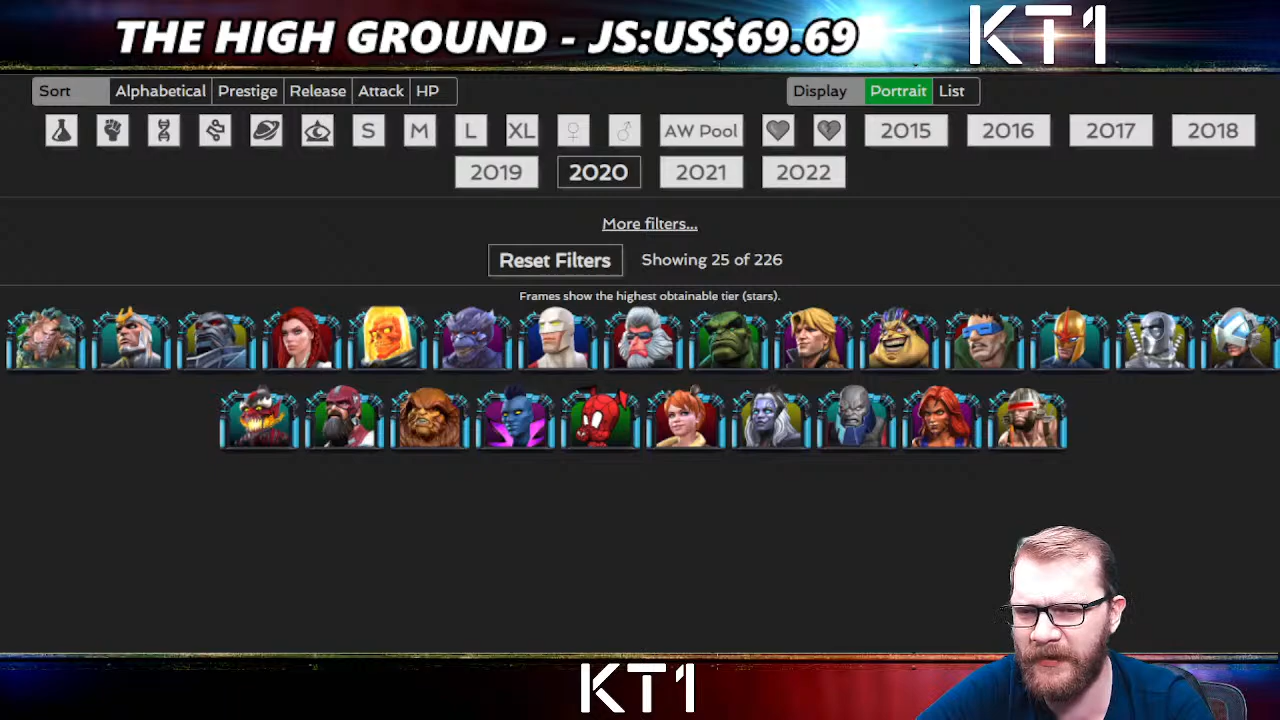 THE HIGH GROUND - JS:US$69.69
KT1
Sort Alphabetical Prestige Release Attack HP
Display Portrait List
S M L XL AW Pool 2015 2016 2017 2018
2019 2020 2021 2022
More filters...
Reset Filters Showing 25 of 226
Frames show the highest obtainable tier (stars).
KT1